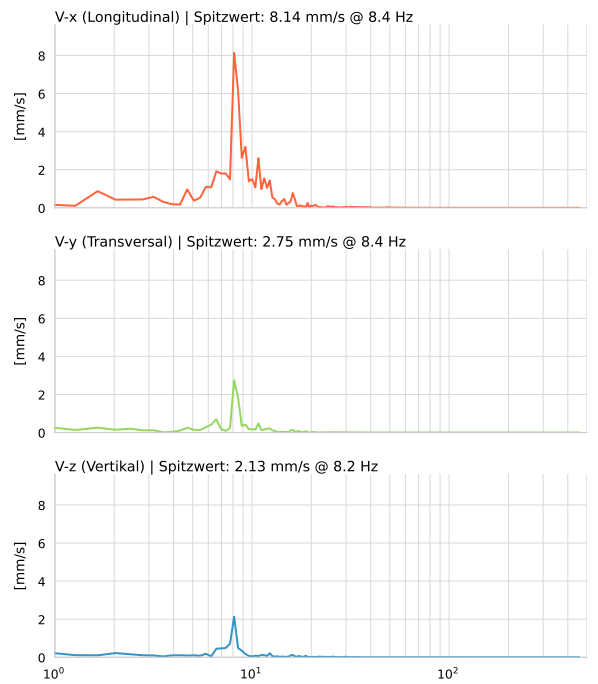 V-x (Longitudinal) | Spitzwert: 8.14 mm/s @ 8.4 Hz
8
6
[mm/s]
4
2
0
V-y (Transversal) | Spitzwert: 2.75 mm/s @ 8.4 Hz
8
6
[mm/s]
4
2
0
V-z (Vertikal) | Spitzwert: 2.13 mm/s @ 8.2 Hz
8
6
[mm/s]
4
2
0
10⁰ 10¹ 10²